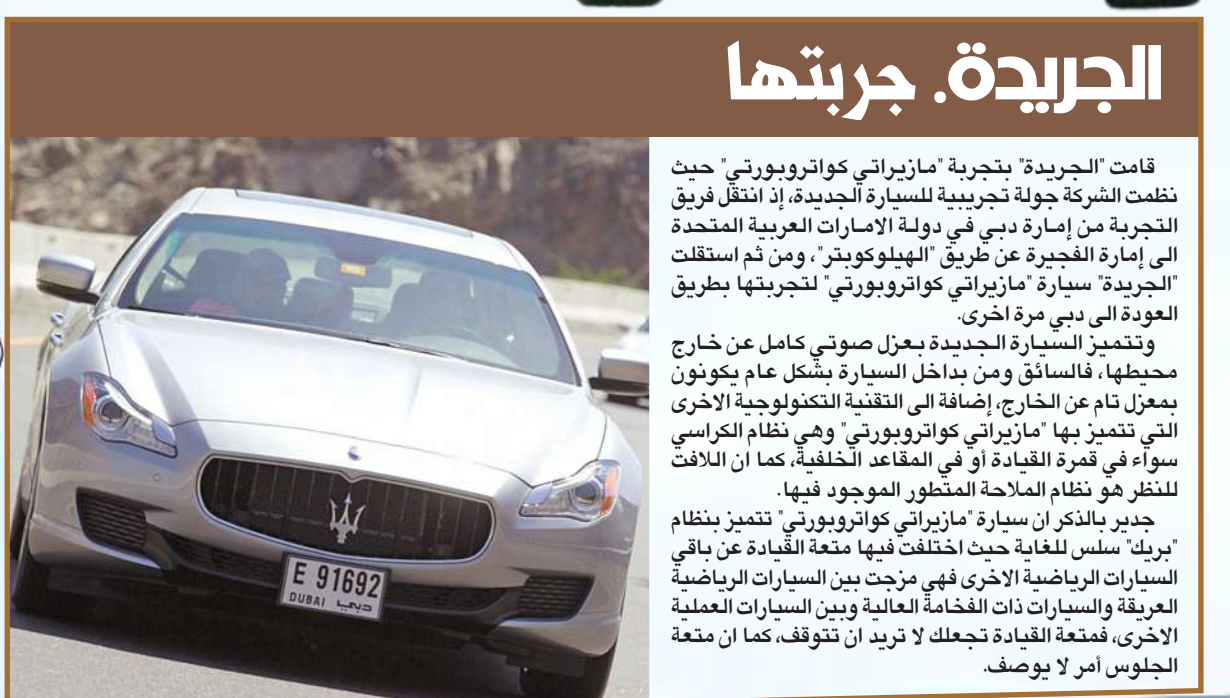 الجريدة. جربتها
قامت "الجريدة" بتجربة "مازيراتي كواتروبورتي" حيث
نظمت الشركة جولة تجريبية للسيارة الجديدة، إذ انتقل فريق
التجربة من إمارة دبي في دولة الامارات العربية المتحدة
الى إمارة الفجيرة عن طريق "الهيلوكوبتر"، ومن ثم استقلت
"الجريدة" سيارة "مازيراتي كواتروبورتي" لتجربتها بطريق
العودة الى دبي مرة اخرى.
وتتميز السيارة الجديدة بعزل صوتي كامل عن خارج
محيطها، فالسائق ومن بداخل السيارة بشكل عام يكونون
بمعزل تام عن الخارج، إضافة الى التقنية التكنولوجية الاخرى
التي تتميز بها "مازيراتي كواتروبورتي" وهي نظام الكراسي
سواء في قمرة القيادة أو في المقاعد الخلفية، كما ان اللافت
للنظر هو نظام الملاحة المتطور الموجود فيها.
جدير بالذكر ان سيارة "مازيراتي كواتروبورتي" تتميز بنظام
"بريك" سلس للغاية حيث اختلفت فيها متعة القيادة عن باقي
السيارات الرياضية الاخرى فهي مزجت بين السيارات الرياضية
العريقة والسيارات ذات الفخامة العالية وبين السيارات العملية
الاخرى، فمتعة القيادة تجعلك لا تريد ان تتوقف، كما ان متعة
الجلوس أمر لا يوصف.
E 91692
DUBAI دبي